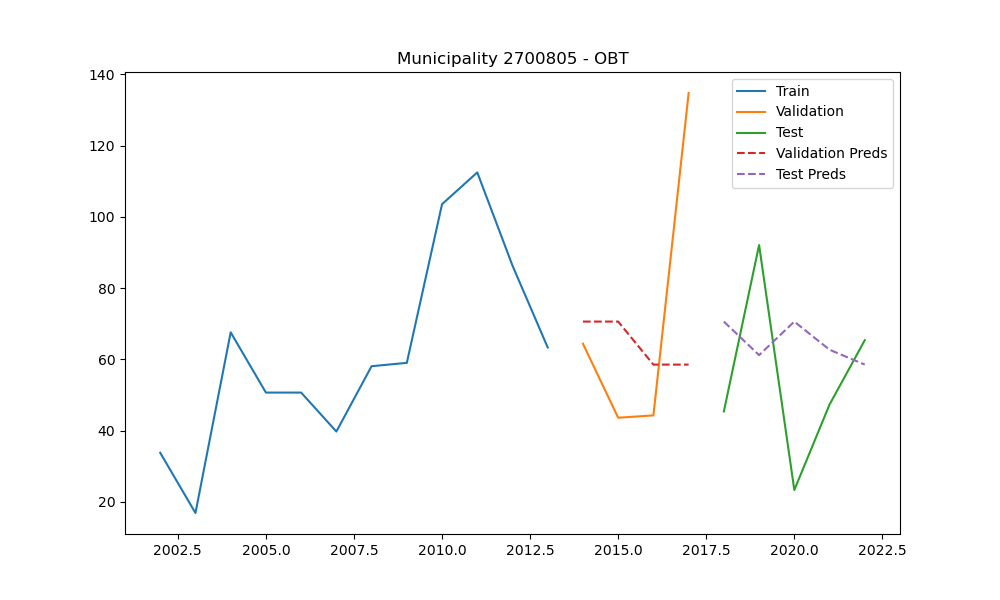 Municipality 2700805 - OBT
140
120
100
80
60
40
20
Train
Validation
Test
Validation Preds
Test Preds
2002.5 2005.0 2007.5 2010.0 2012.5 2015.0 2017.5 2020.0 2022.5